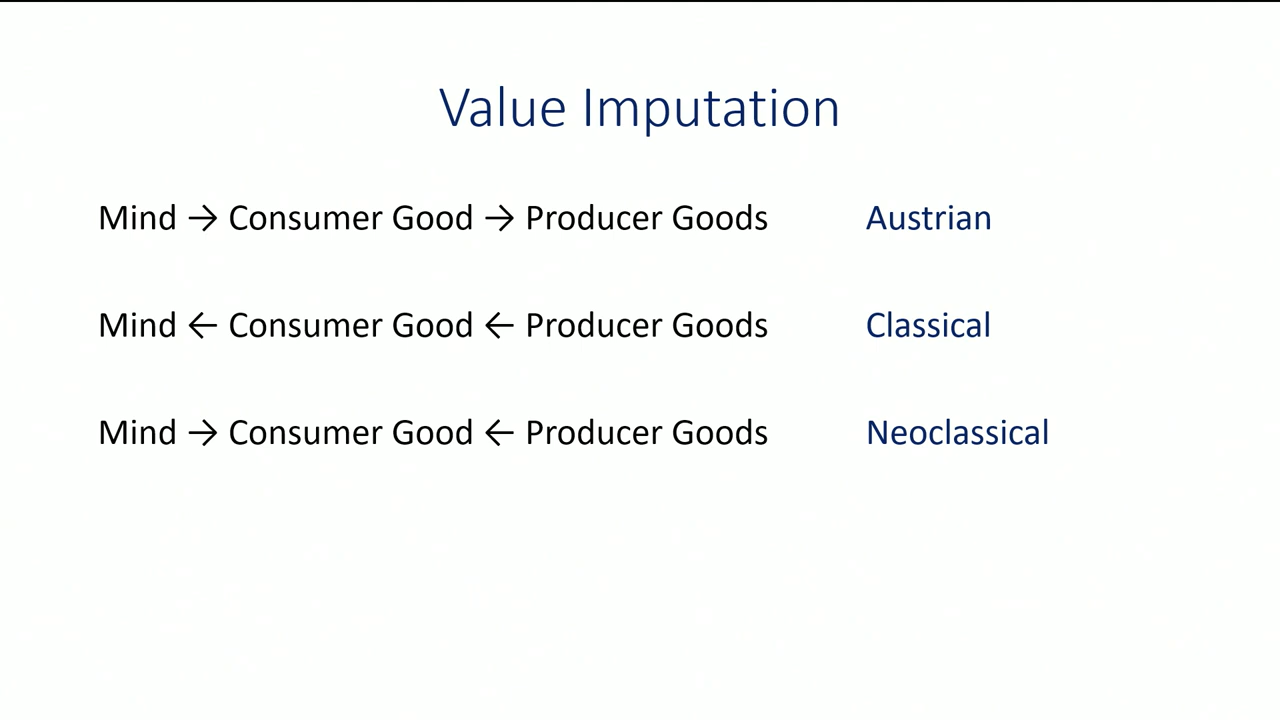 Value Imputation
Mind → Consumer Good → Producer Goods Austrian
Mind ← Consumer Good ← Producer Goods Classical
Mind → Consumer Good ← Producer Goods Neoclassical